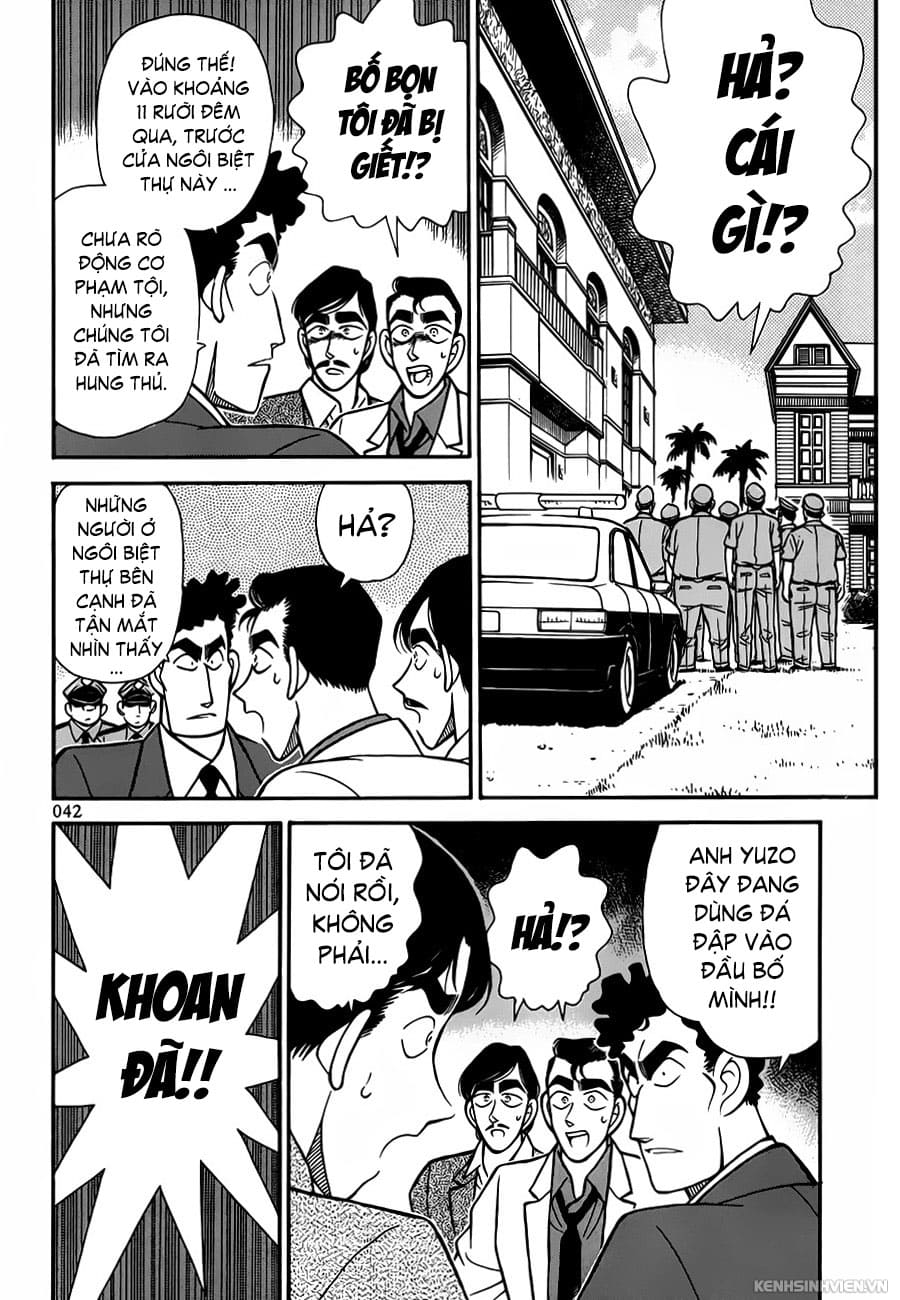 HẢ?
CÁI
GÌ!?
BỐ BỌN
TÔI ĐÃ BỊ
GIẾT!?
ĐÚNG THẾ!
VÀO KHOẢNG
11 RƯỠI ĐÊM
QUA, TRƯỚC
CỬA NGÔI BIỆT
THỰ NÀY ...
CHƯA RÕ
ĐỘNG CƠ
PHẠM TỘI,
NHƯNG
CHÚNG TÔI
ĐÃ TÌM RA
HUNG THỦ.
HẢ?
NHỮNG
NGƯỜI Ở
NGÔI BIỆT
THỰ BÊN
CẠNH ĐÃ
TẬN MẮT
NHÌN THẤY
...
042
ANH YUZO
ĐÂY ĐANG
DÙNG ĐÁ
ĐẬP VÀO
ĐẦU BỐ
MÌNH!!
HẢ!?
TÔI ĐÃ
NÓI RỒI,
KHÔNG
PHẢI...
KHOAN
ĐÃ!!
KENHSINHVIEN.VN